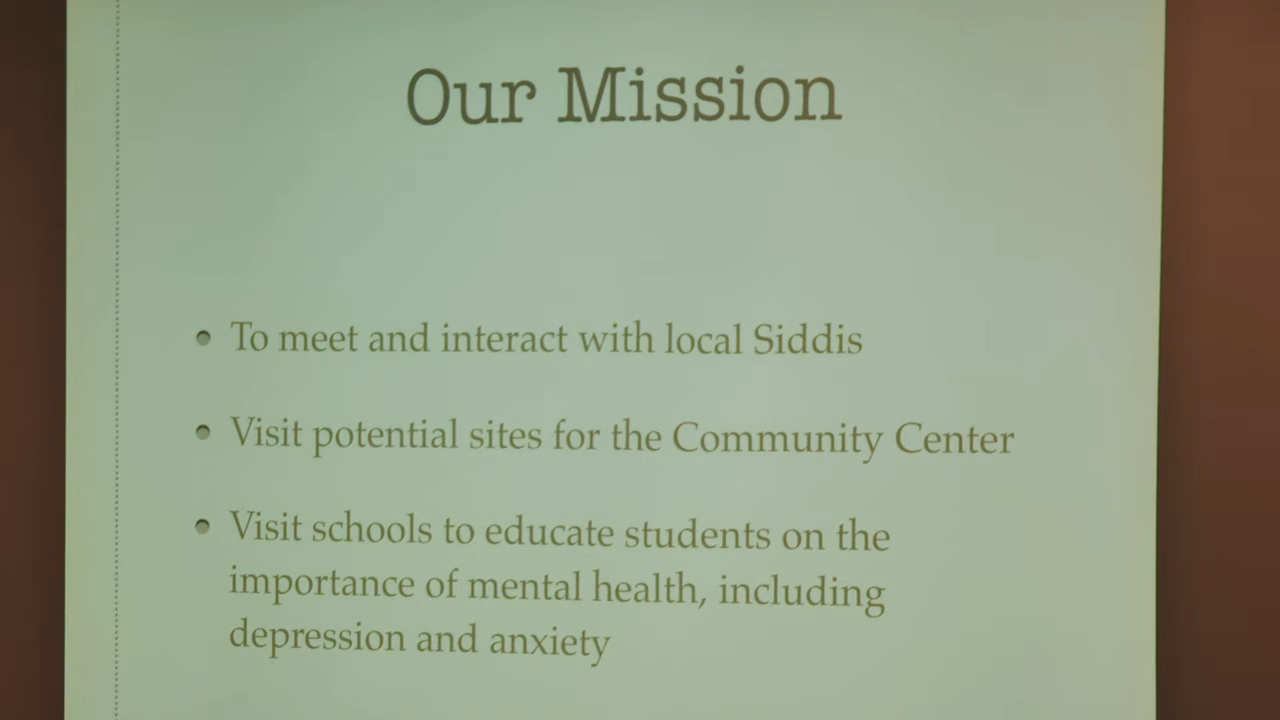 Our Mission
• To meet and interact with local Siddis
• Visit potential sites for the Community Center
• Visit schools to educate students on the
importance of mental health, including
depression and anxiety